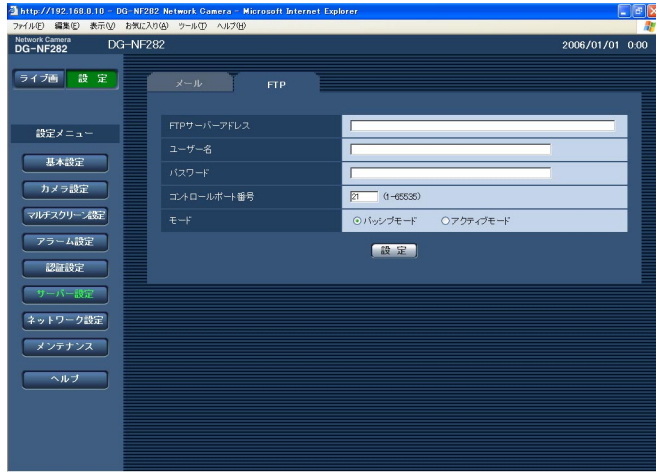 http://192.168.0.10 - DG-NF282 Network Camera - Microsoft Internet Explorer
ファイル(F) 編集(E) 表示(V) お気に入り(A) ツール(T) ヘルプ(H)
Network Camera
DG-NF282
DG-NF282
2006/01/01 0:00
ライブ画 設定
メール FTP
設定メニュー
基本設定
カメラ設定
マルチスクリーン設定
アラーム設定
認証設定
サーバー設定
ネットワーク設定
メンテナンス
ヘルプ
FTPサーバーアドレス
ユーザー名
パスワード
コントロールポート番号 21 (1-65535)
モード パッシブモード アクティブモード
設定